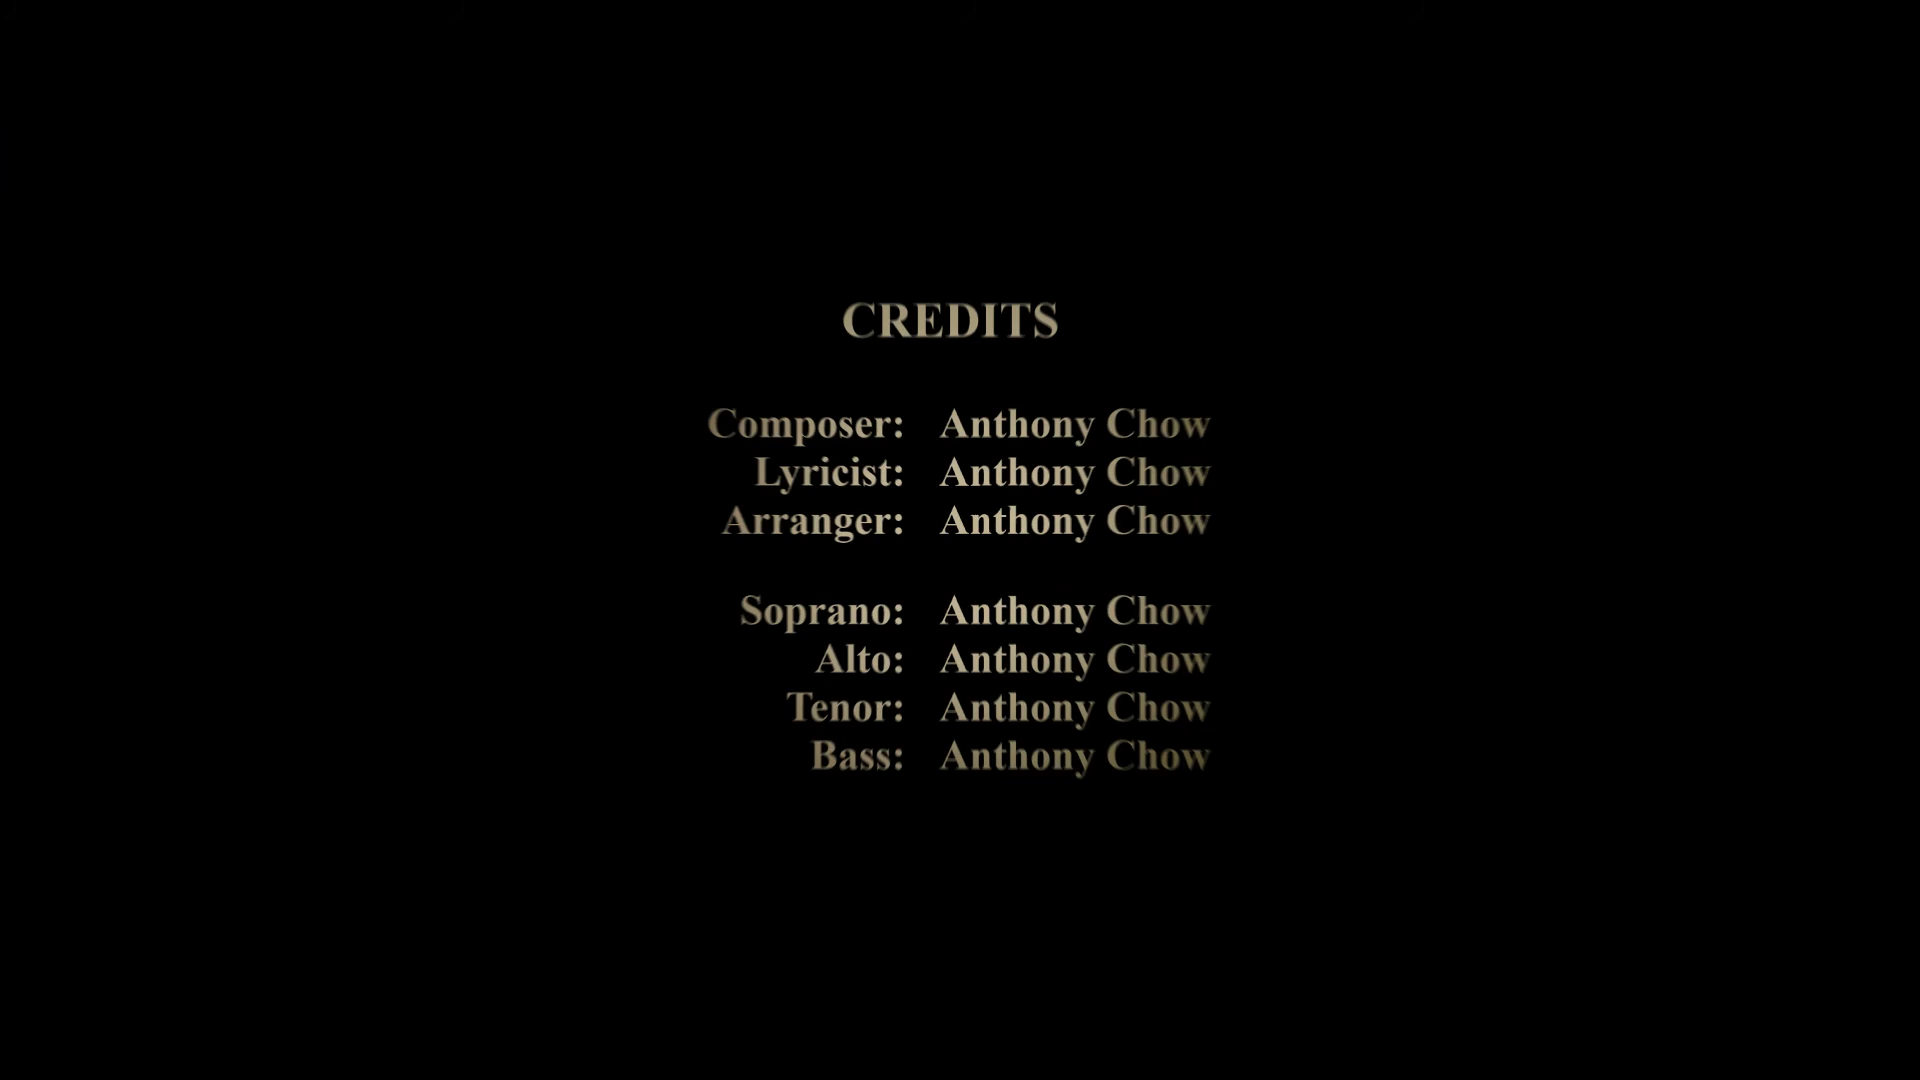 CREDITS
Composer: Anthony Chow
Lyricist: Anthony Chow
Arranger: Anthony Chow
Soprano: Anthony Chow
Alto: Anthony Chow
Tenor: Anthony Chow
Bass: Anthony Chow